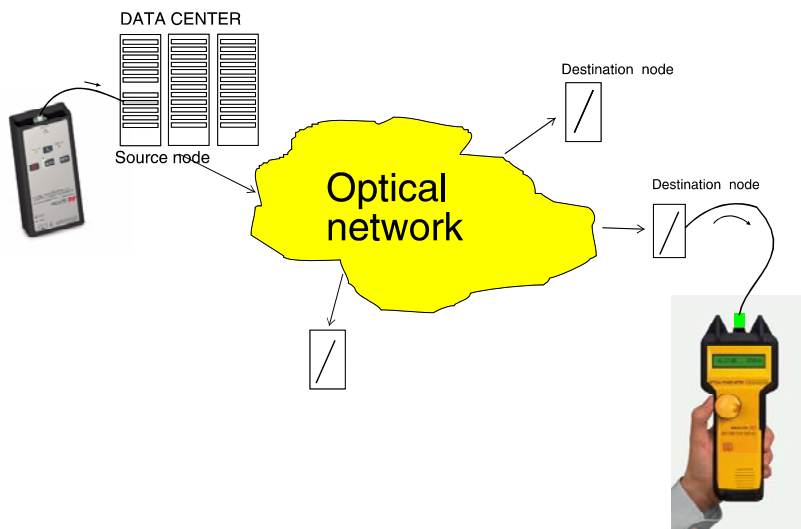 DATA CENTER
Source node
Optical
network
Destination node
Destination node